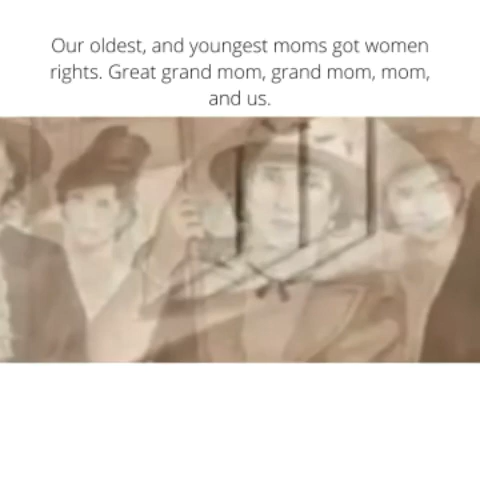 Our oldest, and youngest moms got women
rights. Great grand mom, grand mom, mom,
and us.